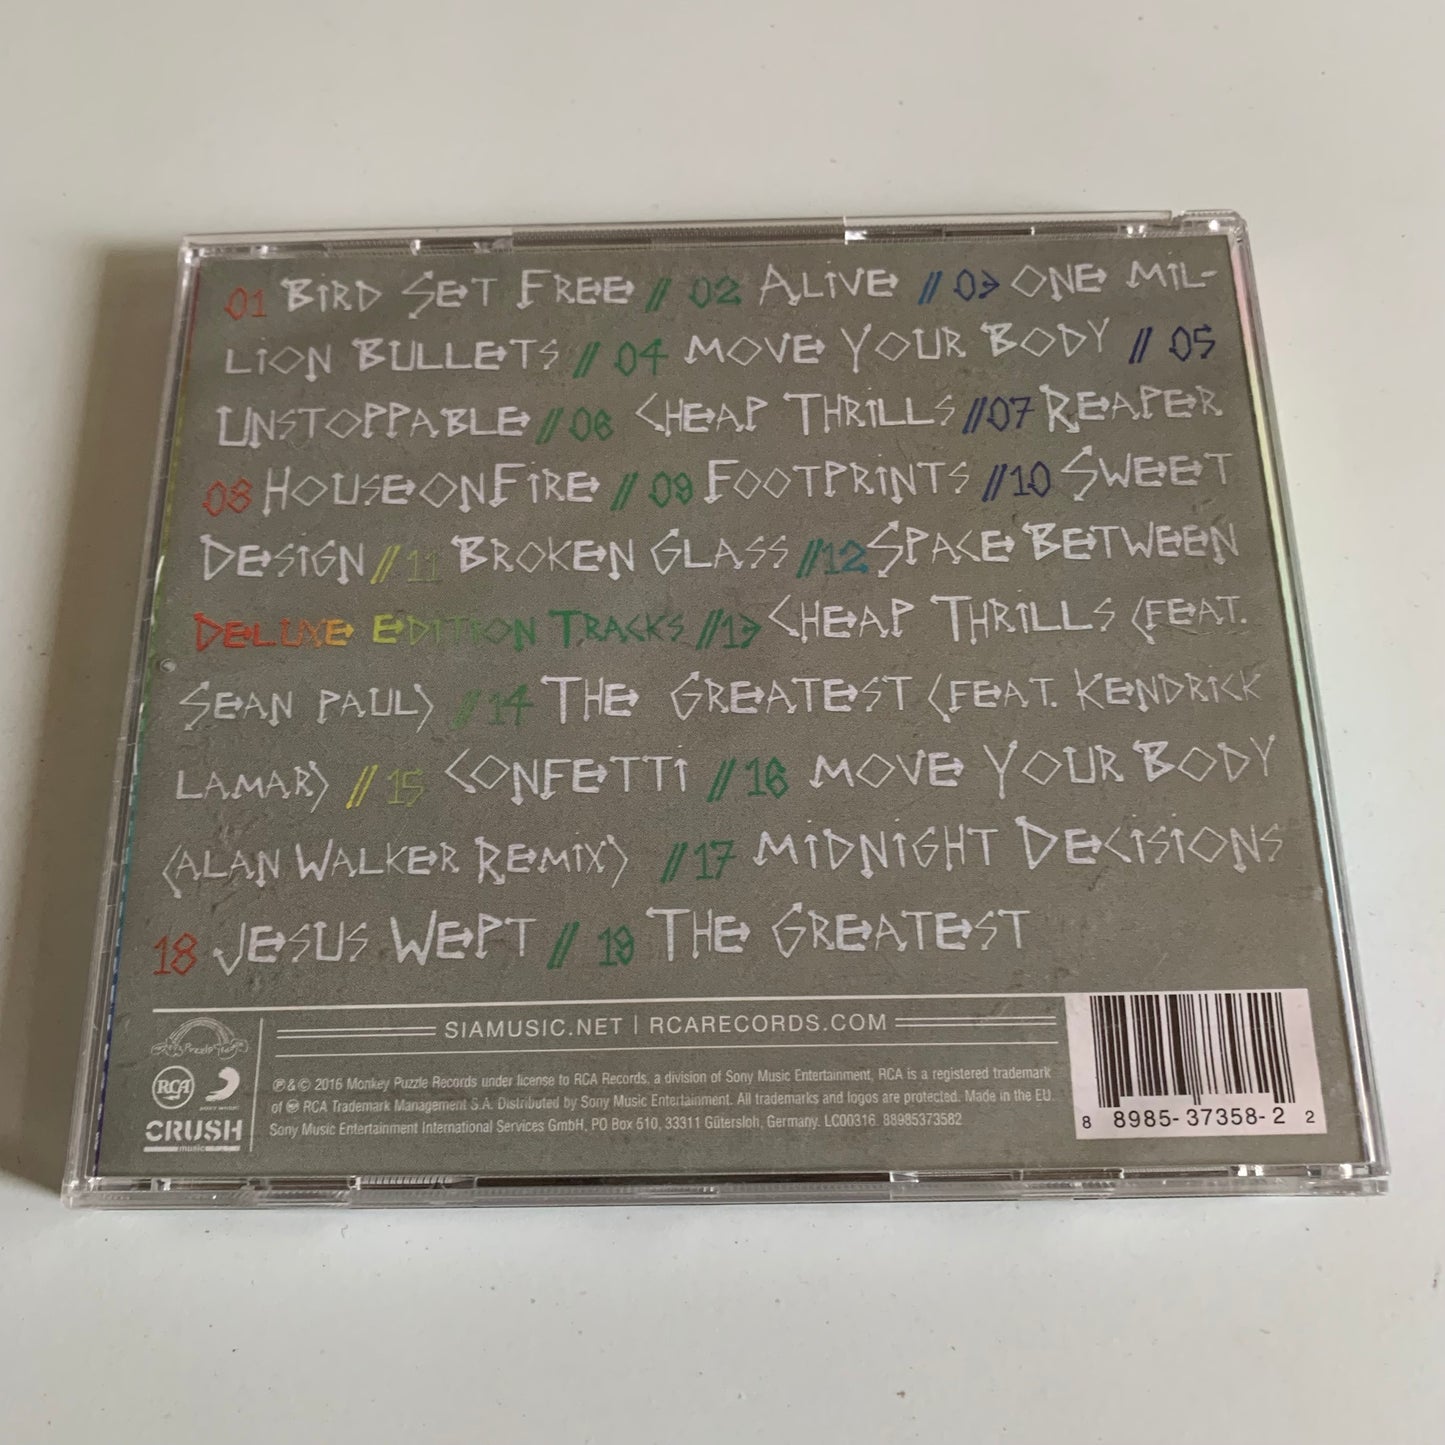 01 BIRD SET FREE // 02 ALIVE // 03 ONE MIL-
LION BULLETS // 04 MOVE YOUR BODY // 05
UNSTOPPABLE // 06 CHEAP THRILLS // 07 REAPER
08 HOUSE ON FIRE // 09 FOOTPRINTS // 10 SWEET
DESIGN // 11 BROKEN GLASS // 12 SPACE BETWEEN
DELUXE EDITION TRACKS // 13 CHEAP THRILLS (FEAT.
SEAN PAUL) // 14 THE GREATEST (FEAT. KENDRICK
LAMAR) // 15 CONFETTI // 16 MOVE YOUR BODY
(ALAN WALKER REMIX) // 17 MIDNIGHT DECISIONS
18 JESUS WEPT // 19 THE GREATEST
SIAMUSIC.NET | RCARECORDS.COM
RCA
CRUSH
music
℗ & © 2016 Monkey Puzzle Records under license to RCA Records, a division of Sony Music Entertainment, RCA is a registered trademark
of RCA Trademark Management S.A. Distributed by Sony Music Entertainment. All trademarks and logos are protected. Made in the EU.
Sony Music Entertainment International Services GmbH, PO Box 510, 33311 Gütersloh, Germany. LC00316. 88985373582
8 8985-37358-2 2